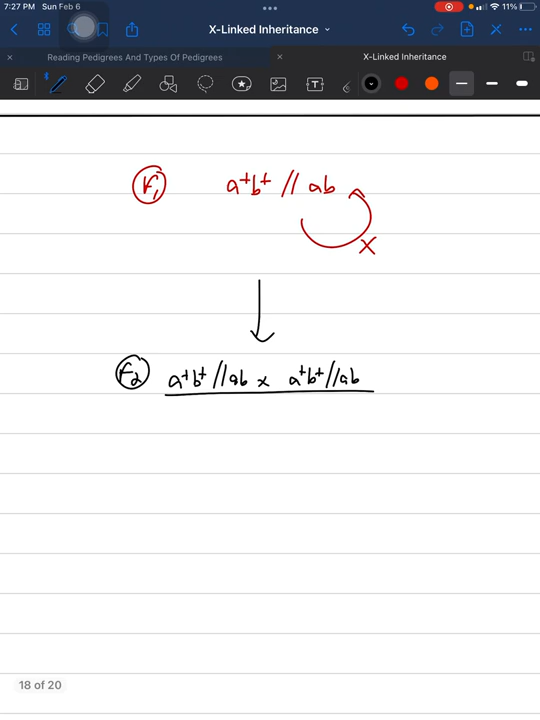 7:27 PM Sun Feb 6 11%
X-Linked Inheritance
Reading Pedigrees And Types Of Pedigrees X-Linked Inheritance
F₁ a⁺b⁺ // ab
X
F₂ a⁺b⁺ // ab x a⁺b⁺ // ab
18 of 20